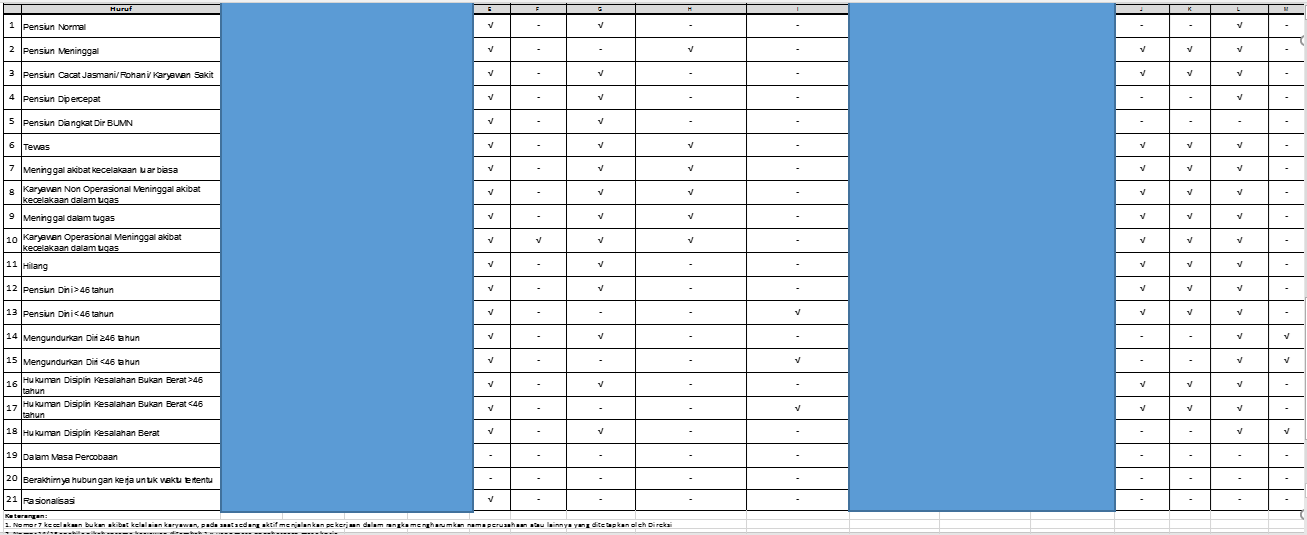 Huruf E F G H I J K L M
1 Pensiun Normal √ - √ - - - - √ -
2 Pensiun Meninggal √ - - √ - √ √ √ -
3 Pensiun Cacat Jasmani/Rohani/Karyawan Sakit √ - √ - - √ √ √ -
4 Pensiun Dipercepat √ - √ - - - - √ -
5 Pensiun Diangkat Dir BUMN √ - √ - - - - - -
6 Tewas √ - √ √ - √ √ √ -
7 Meninggal akibat kecelakaan luar biasa √ - √ √ - √ √ √ -
8 Karyawan Non Operasional Meninggal akibat
kecelakaan dalam tugas √ - √ √ - √ √ √ -
9 Meninggal dalam tugas √ - √ √ - √ √ √ -
10 Karyawan Operasional Meninggal akibat
kecelakaan dalam tugas √ √ √ √ - √ √ √ -
11 Hilang √ - √ - - √ √ √ -
12 Pensiun Dini >46 tahun √ - √ - - √ √ √ -
13 Pensiun Dini <46 tahun √ - - - √ √ √ √ -
14 Mengundurkan Diri ≥46 tahun √ - √ - - - - √ √
15 Mengundurkan Diri <46 tahun √ - - - √ - - √ √
16 Hukuman Disiplin Kesalahan Bukan Berat >46
tahun √ - √ - - √ √ √ -
17 Hukuman Disiplin Kesalahan Bukan Berat <46
tahun √ - - - √ √ √ √ -
18 Hukuman Disiplin Kesalahan Berat √ - √ - - - - √ √
19 Dalam Masa Percobaan - - - - - - - - -
20 Berakhirnya hubungan kerja untuk waktu tertentu - - - - - - - - -
21 Rasionalisasi √ - - - - - - - -
Keterangan:
1. Nomor 7 kecelakaan bukan akibat kelalaian karyawan, pada saat sedang aktif menjalankan pekerjaan dalam rangka mengharumkan nama perusahaan atau lainnya yang ditetapkan oleh Direksi